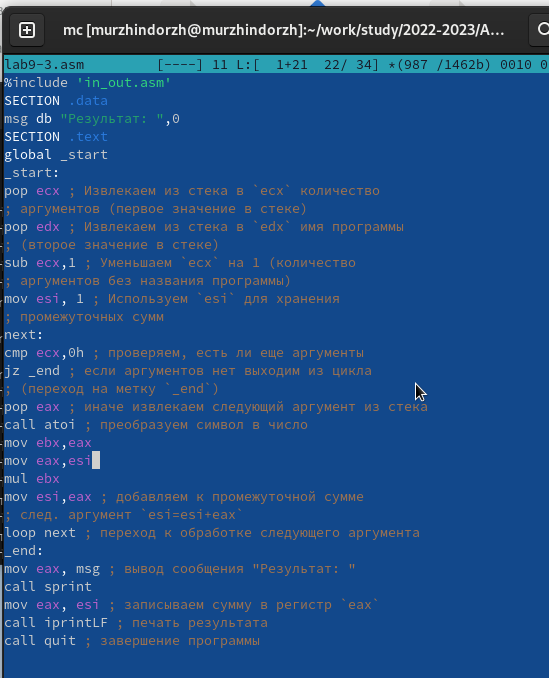 mc [murzhindorzh@murzhindorzh]:~/work/study/2022-2023/А...
lab9-3.asm [----] 11 L:[ 1+21 22/ 34] *(987 /1462b) 0010 0
%include 'in_out.asm'
SECTION .data
msg db "Результат: ",0
SECTION .text
global _start
_start:
pop ecx ; Извлекаем из стека в `ecx` количество
; аргументов (первое значение в стеке)
pop edx ; Извлекаем из стека в `edx` имя программы
; (второе значение в стеке)
sub ecx,1 ; Уменьшаем `ecx` на 1 (количество
; аргументов без названия программы)
mov esi, 1 ; Используем `esi` для хранения
; промежуточных сумм
next:
cmp ecx,0h ; проверяем, есть ли еще аргументы
jz _end ; если аргументов нет выходим из цикла
; (переход на метку `_end`)
pop eax ; иначе извлекаем следующий аргумент из стека
call atoi ; преобразуем символ в число
mov ebx,eax
mov eax,esi
mul ebx
mov esi,eax ; добавляем к промежуточной сумме
; след. аргумент `esi=esi+eax`
loop next ; переход к обработке следующего аргумента
_end:
mov eax, msg ; вывод сообщения "Результат: "
call sprint
mov eax, esi ; записываем сумму в регистр `eax`
call iprintLF ; печать результата
call quit ; завершение программы